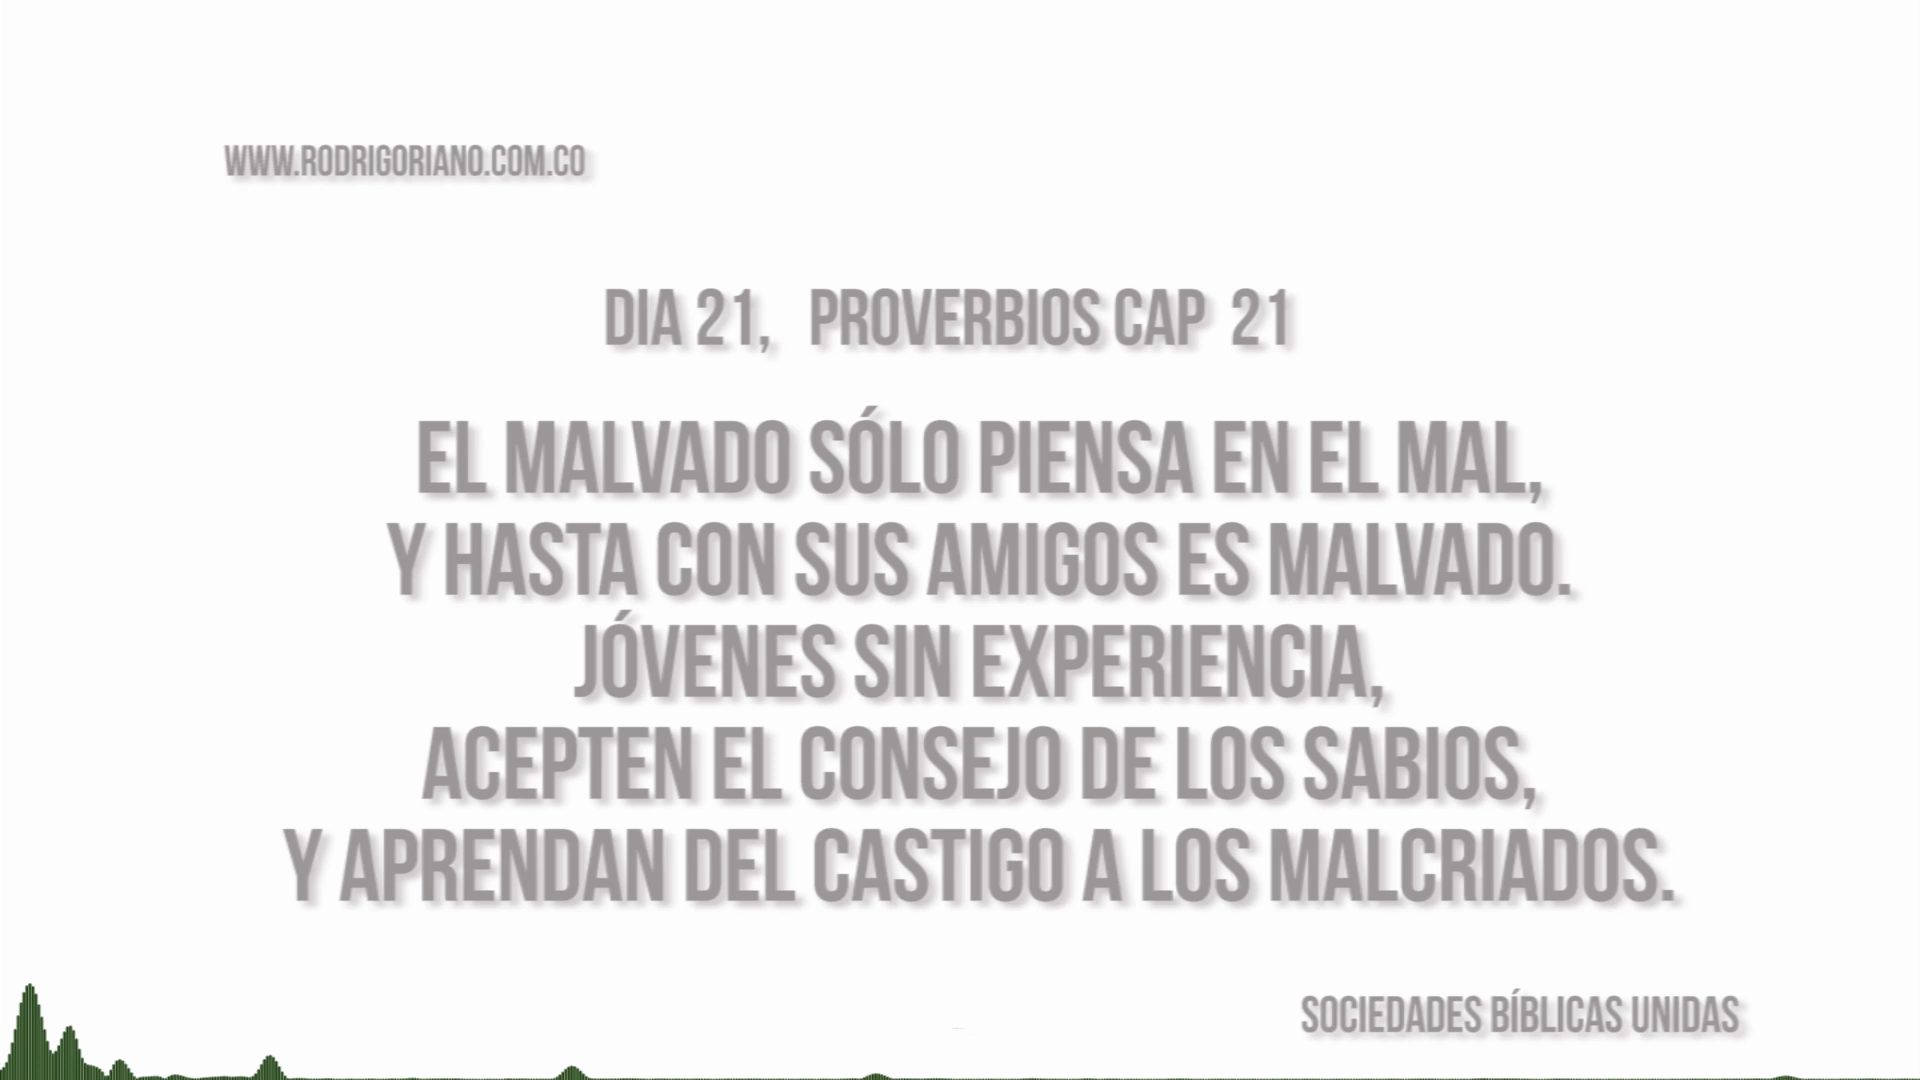 WWW.RODRIGORIANO.COM.CO
DIA 21, PROVERBIOS CAP 21
EL MALVADO SÓLO PIENSA EN EL MAL,
Y HASTA CON SUS AMIGOS ES MALVADO.
JÓVENES SIN EXPERIENCIA,
ACEPTEN EL CONSEJO DE LOS SABIOS,
Y APRENDAN DEL CASTIGO A LOS MALCRIADOS.
SOCIEDADES BÍBLICAS UNIDAS